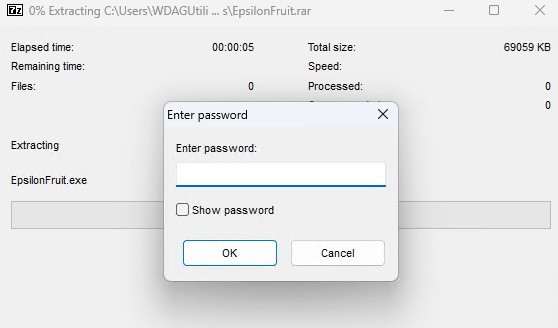 7z 0% Extracting C:\Users\WDAGUtili ... s\EpsilonFruit.rar
Elapsed time: 00:00:05 Total size: 69059 KB
Remaining time: Speed:
Files: 0 Processed: 0
0
Enter password
Enter password:
Extracting
EpsilonFruit.exe
Show password
OK Cancel